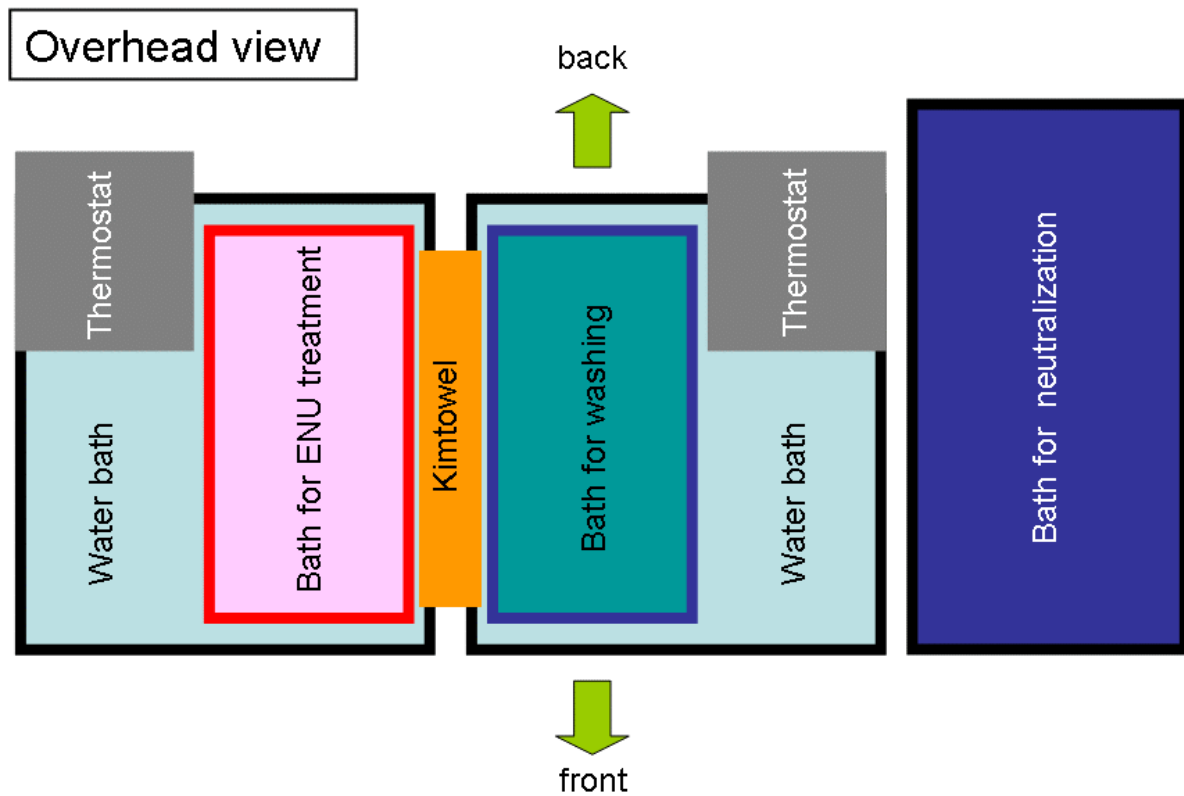 Overhead view
back
Thermostat
Water bath
Bath for ENU treatment
Kimtowel
Bath for washing
Thermostat
Water bath
Bath for neutralization
front